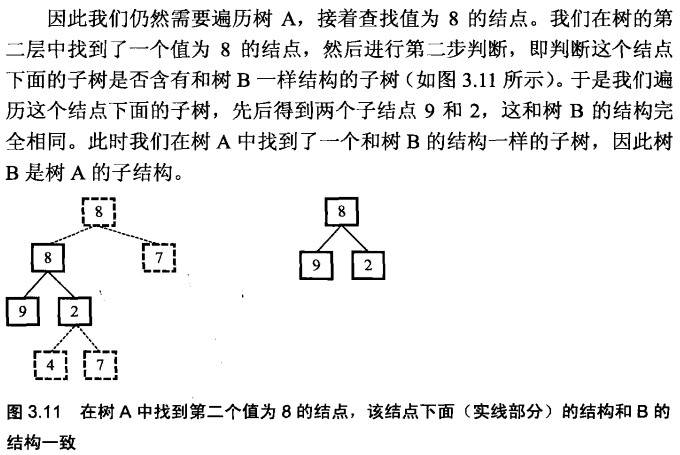 因此我们仍然需要遍历树 A，接着查找值为 8 的结点。我们在树的第
二层中找到了一个值为 8 的结点，然后进行第二步判断，即判断这个结点
下面的子树是否含有和树 B 一样结构的子树（如图 3.11 所示）。于是我们遍
历这个结点下面的子树，先后得到两个子结点 9 和 2，这和树 B 的结构完
全相同。此时我们在树 A 中找到了一个和树 B 的结构一样的子树，因此树
B 是树 A 的子结构。
8
8
8
7
9
2
9
2
4
7
图 3.11 在树 A 中找到第二个值为 8 的结点，该结点下面（实线部分）的结构和 B 的
结构一致